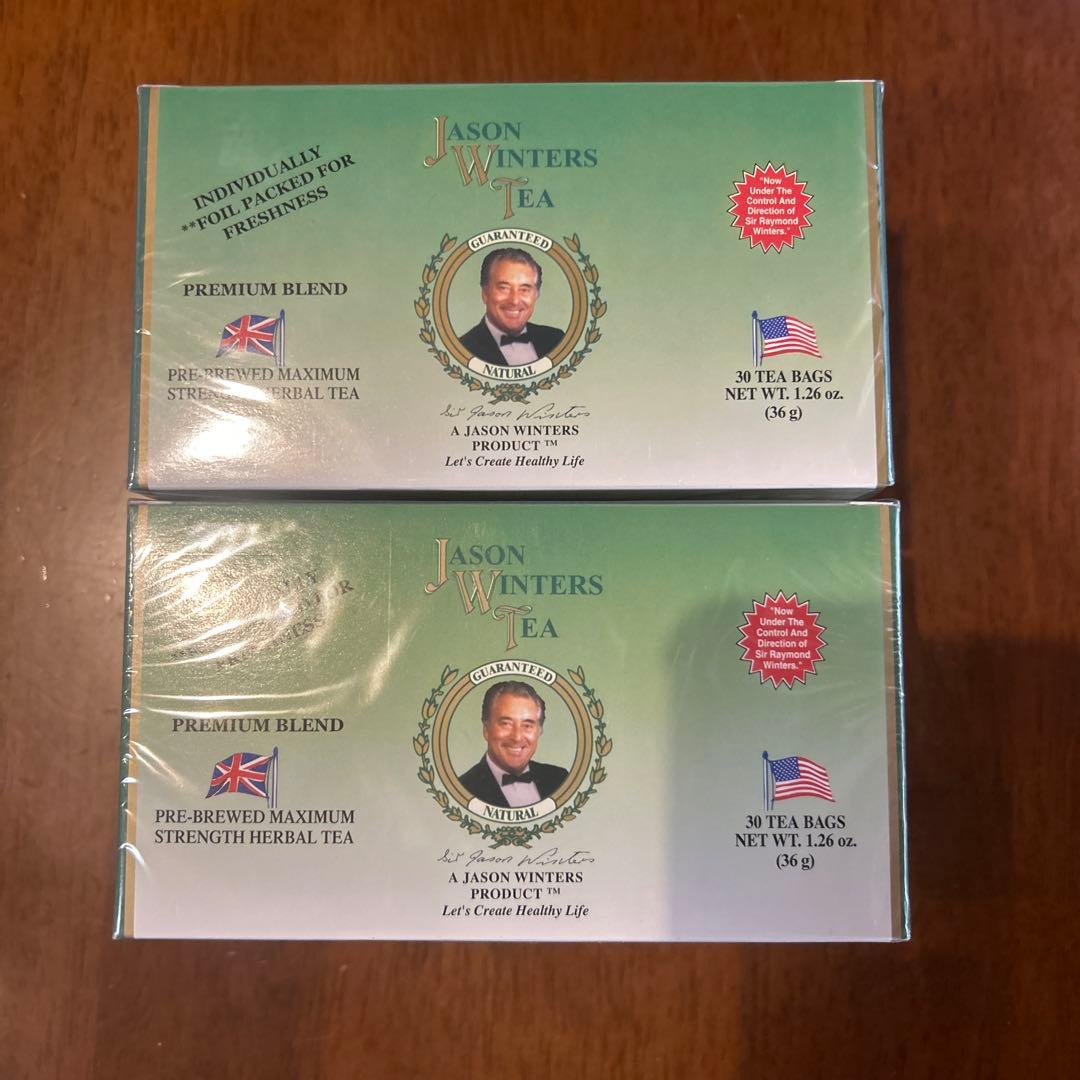 INDIVIDUALLY
**FOIL PACKED FOR
FRESHNESS
JASON
WINTERS
TEA
"Now
Under The
Control And
Direction of
Sir Raymond
Winters."
GUARANTEED
NATURAL
PREMIUM BLEND
PRE-BREWED MAXIMUM
STRENGTH HERBAL TEA
30 TEA BAGS
NET WT. 1.26 oz.
(36 g)
Sir Jason Winters
A JASON WINTERS
PRODUCT ™
Let's Create Healthy Life
JASON
WINTERS
TEA
"Now
Under The
Control And
Direction of
Sir Raymond
Winters."
GUARANTEED
NATURAL
PREMIUM BLEND
PRE-BREWED MAXIMUM
STRENGTH HERBAL TEA
30 TEA BAGS
NET WT. 1.26 oz.
(36 g)
Sir Jason Winters
A JASON WINTERS
PRODUCT ™
Let's Create Healthy Life